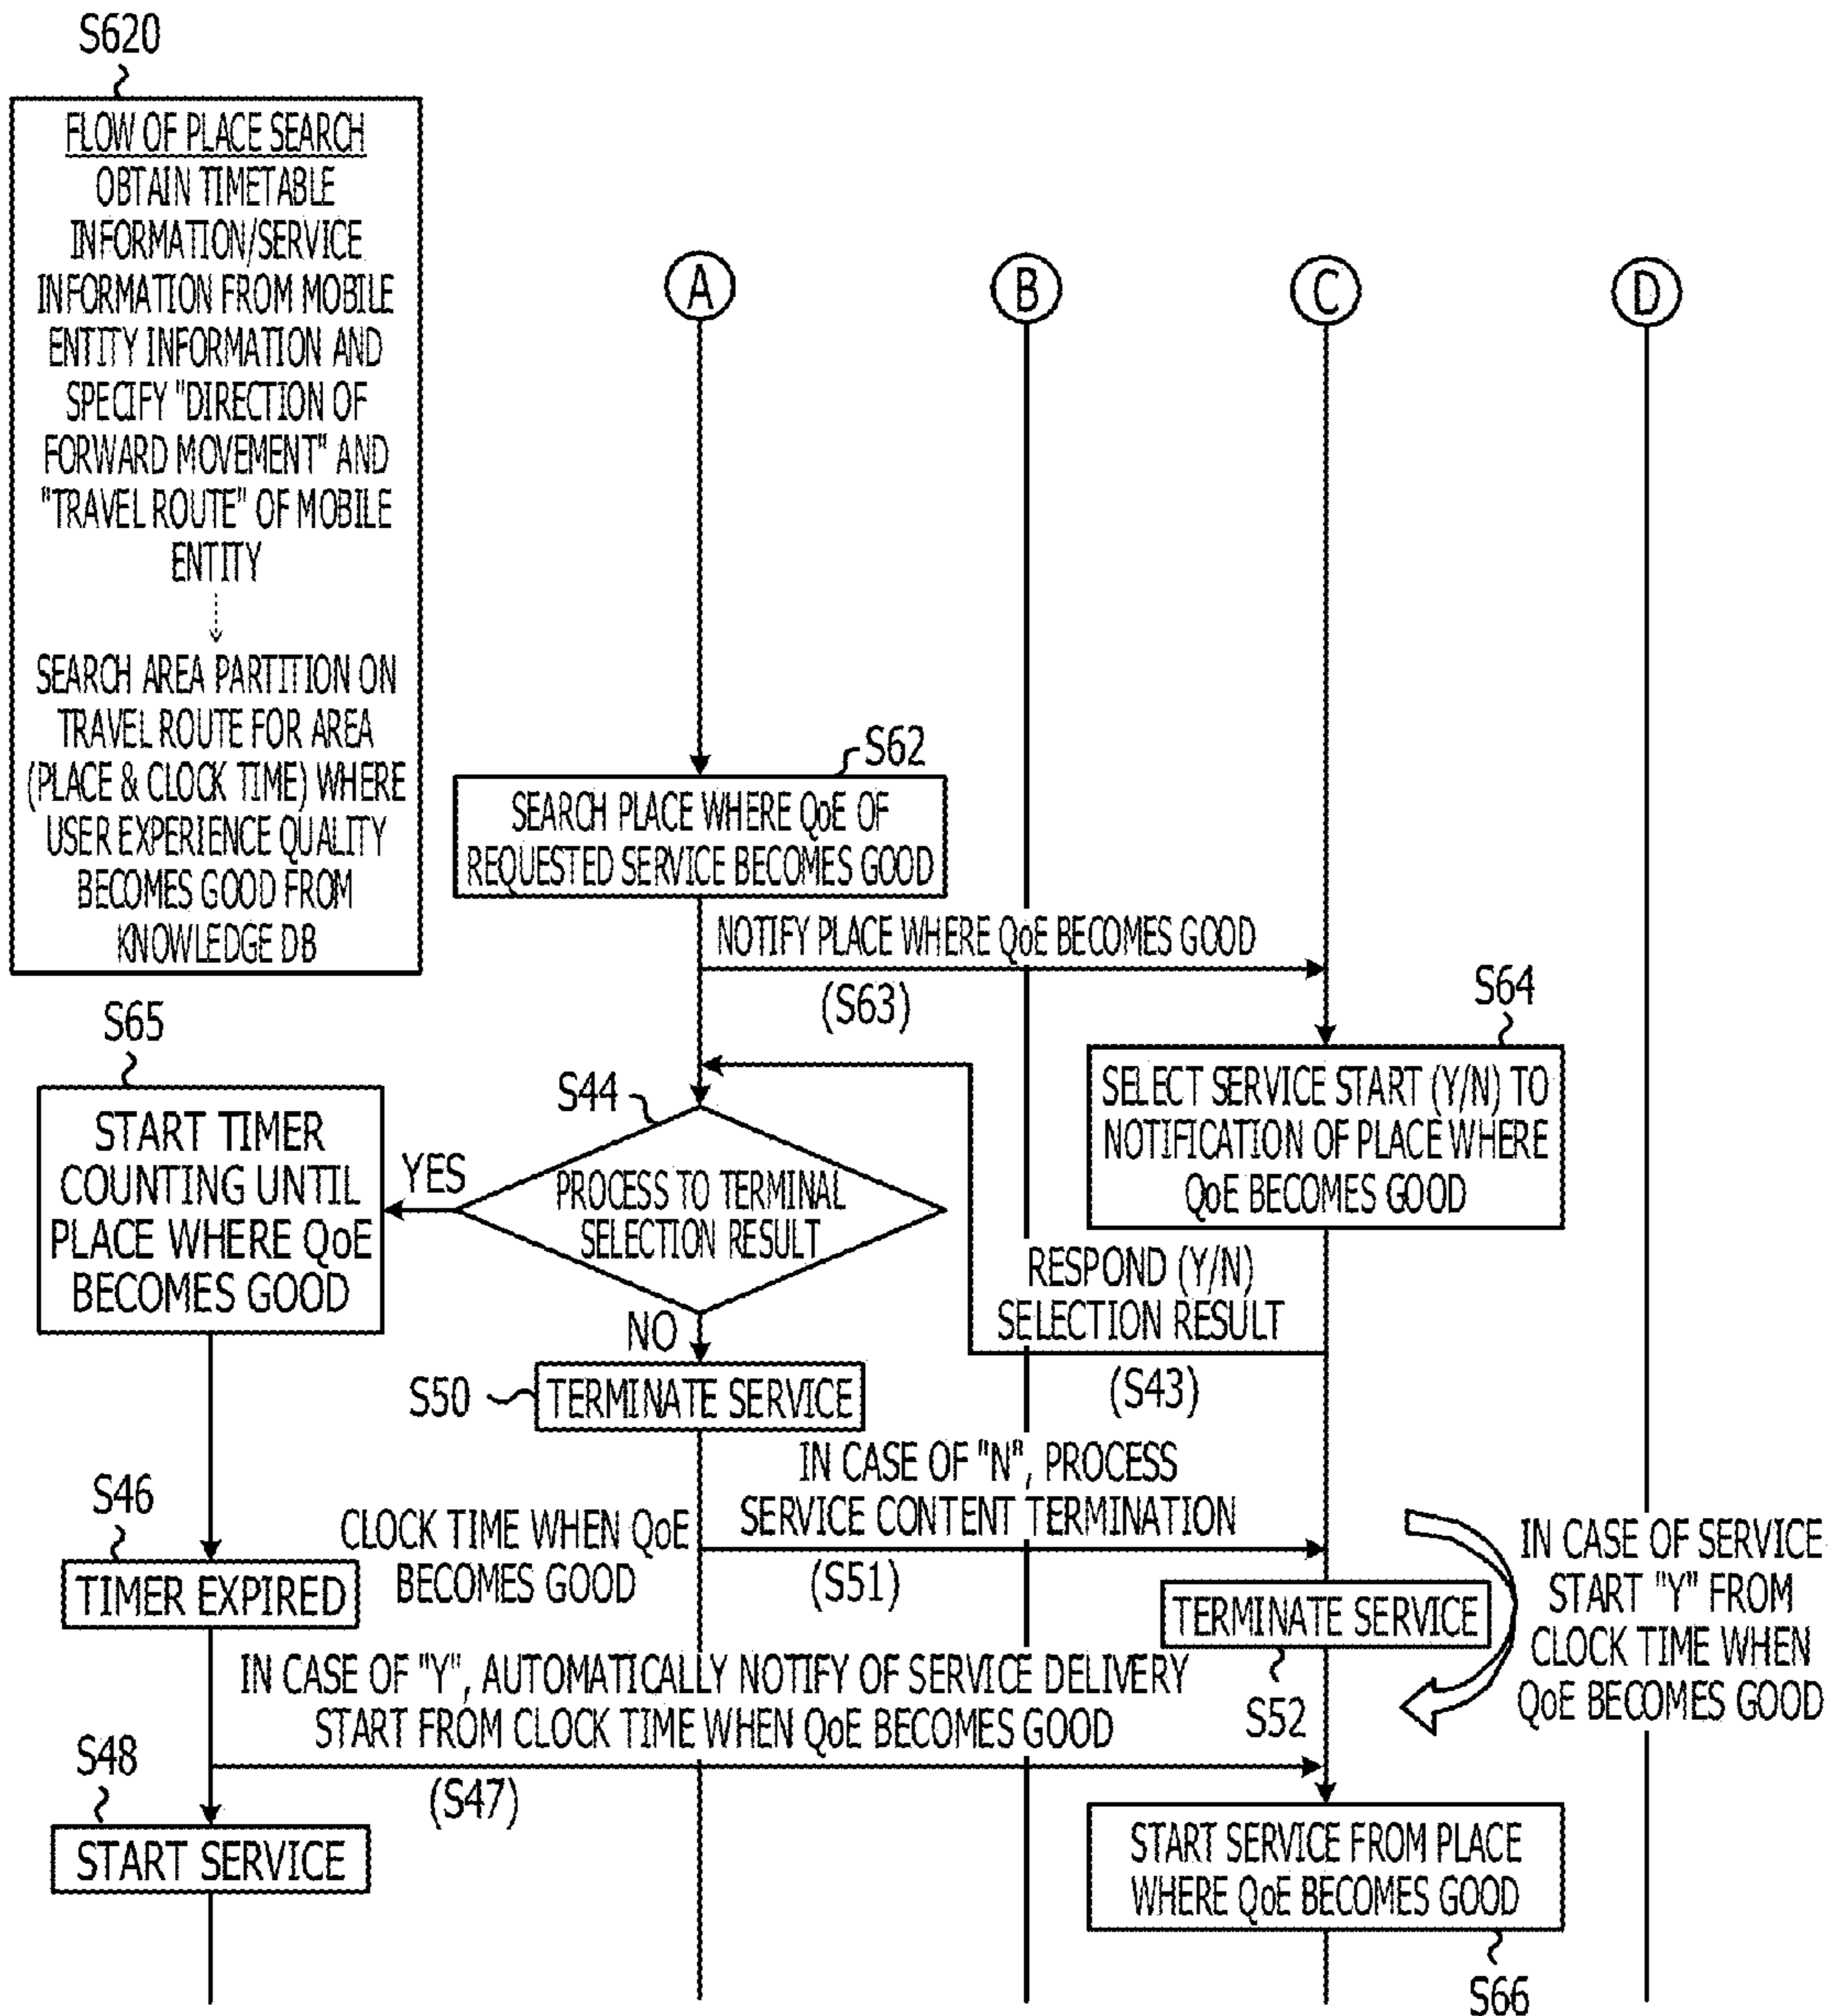 S620
FLOW OF PLACE SEARCH
OBTAIN TIMETABLE
INFORMATION/SERVICE
INFORMATION FROM MOBILE
ENTITY INFORMATION AND
SPECIFY "DIRECTION OF
FORWARD MOVEMENT" AND
"TRAVEL ROUTE" OF MOBILE
ENTITY
SEARCH AREA PARTITION ON
TRAVEL ROUTE FOR AREA
(PLACE & CLOCK TIME) WHERE
USER EXPERIENCE QUALITY
BECOMES GOOD FROM
KNOWLEDGE DB
A
B
C
D
S62
SEARCH PLACE WHERE QoE OF
REQUESTED SERVICE BECOMES GOOD
NOTIFY PLACE WHERE QoE BECOMES GOOD
(S63)
S64
SELECT SERVICE START (Y/N) TO
NOTIFICATION OF PLACE WHERE
QoE BECOMES GOOD
S65
START TIMER
COUNTING UNTIL
PLACE WHERE QoE
BECOMES GOOD
S44
YES
PROCESS TO TERMINAL
SELECTION RESULT
NO
RESPOND (Y/N)
SELECTION RESULT
(S43)
S50
TERMINATE SERVICE
IN CASE OF "N", PROCESS
SERVICE CONTENT TERMINATION
(S51)
S46
TIMER EXPIRED
CLOCK TIME WHEN QoE
BECOMES GOOD
TERMINATE SERVICE
S52
IN CASE OF SERVICE
START "Y" FROM
CLOCK TIME WHEN
QoE BECOMES GOOD
IN CASE OF "Y", AUTOMATICALLY NOTIFY OF SERVICE DELIVERY
START FROM CLOCK TIME WHEN QoE BECOMES GOOD
(S47)
S48
START SERVICE
START SERVICE FROM PLACE
WHERE QoE BECOMES GOOD
S66